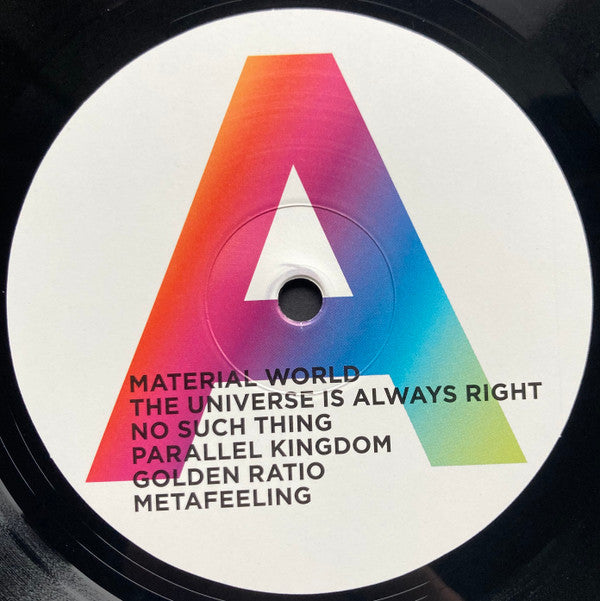 A
MATERIAL WORLD
THE UNIVERSE IS ALWAYS RIGHT
NO SUCH THING
PARALLEL KINGDOM
GOLDEN RATIO
METAFEELING